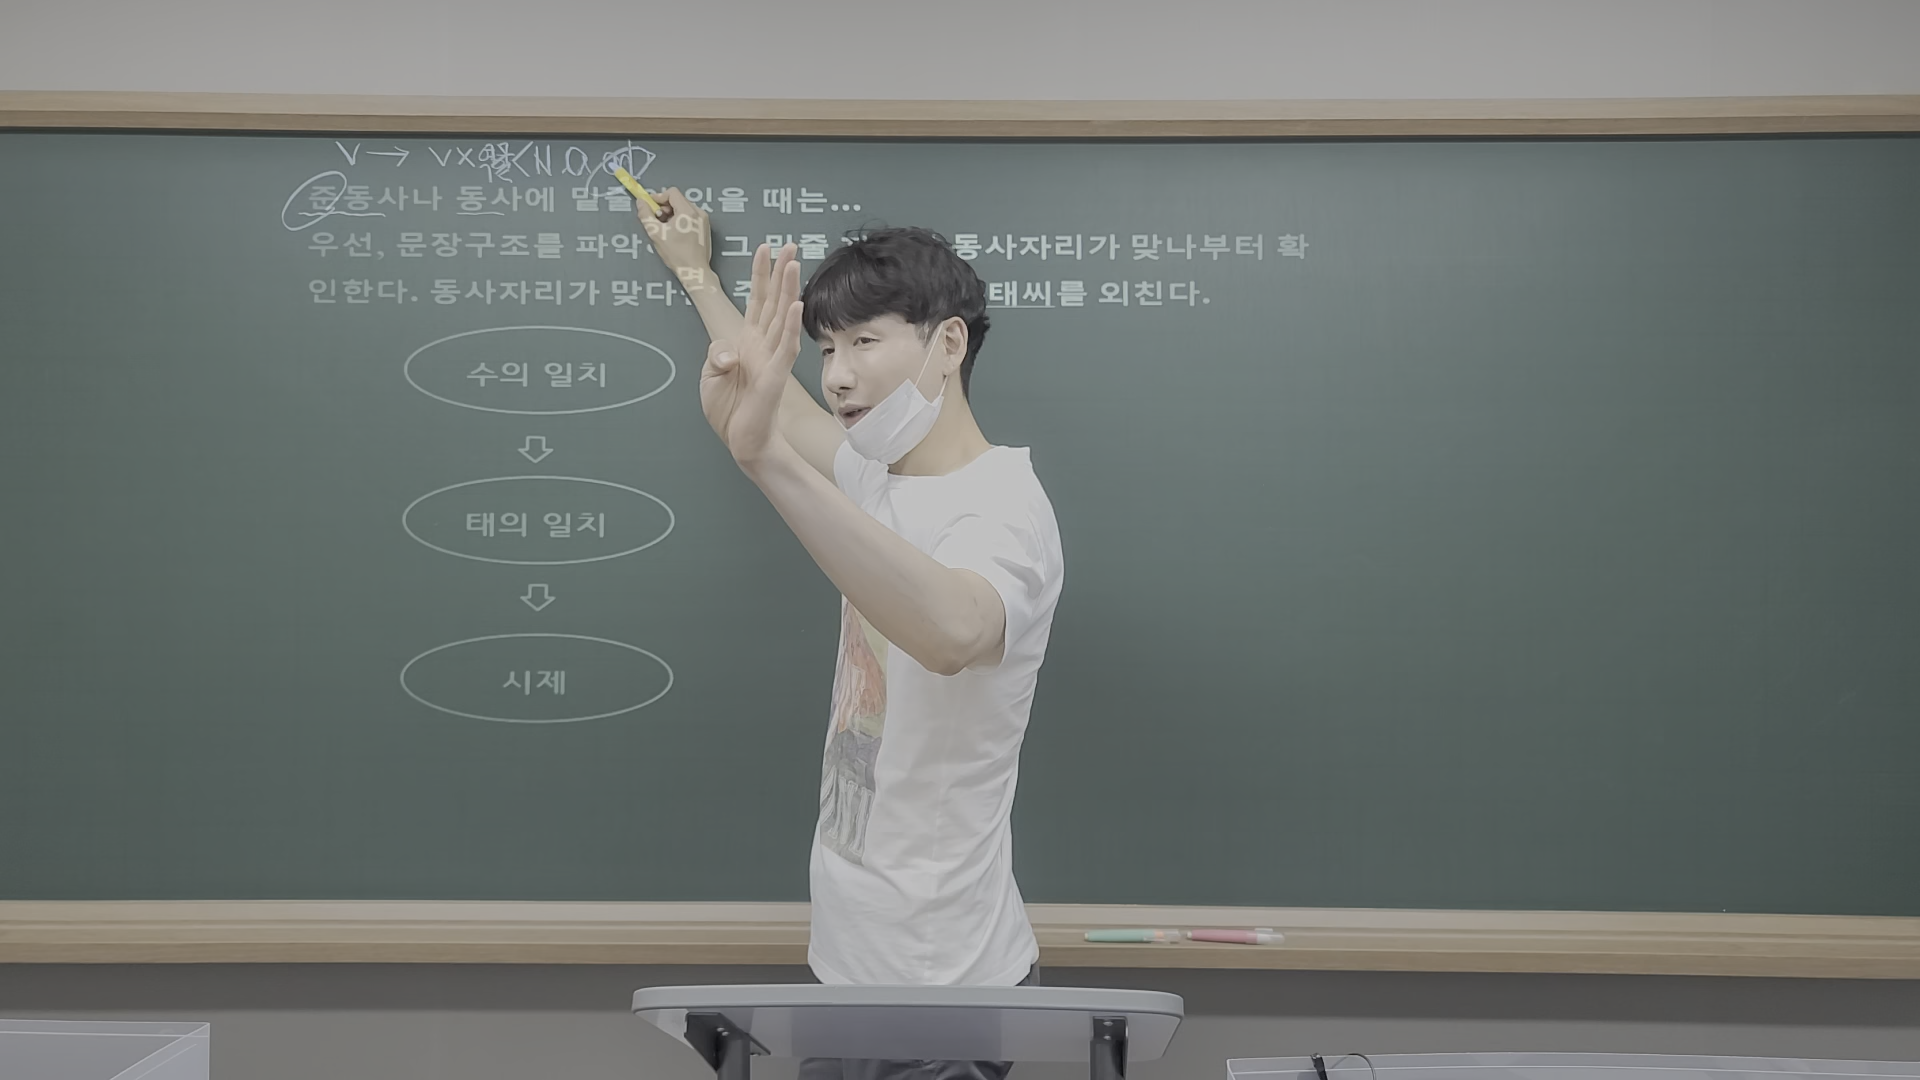 V → V X 역할 < N a ad
준동사나 동사에 밑줄이 있을 때는...
우선, 문장구조를 파악하여 그 밑줄 동사자리가 맞나부터 확
인한다. 동사자리가 맞다면, 태씨를 외친다.
수의 일치
태의 일치
시제